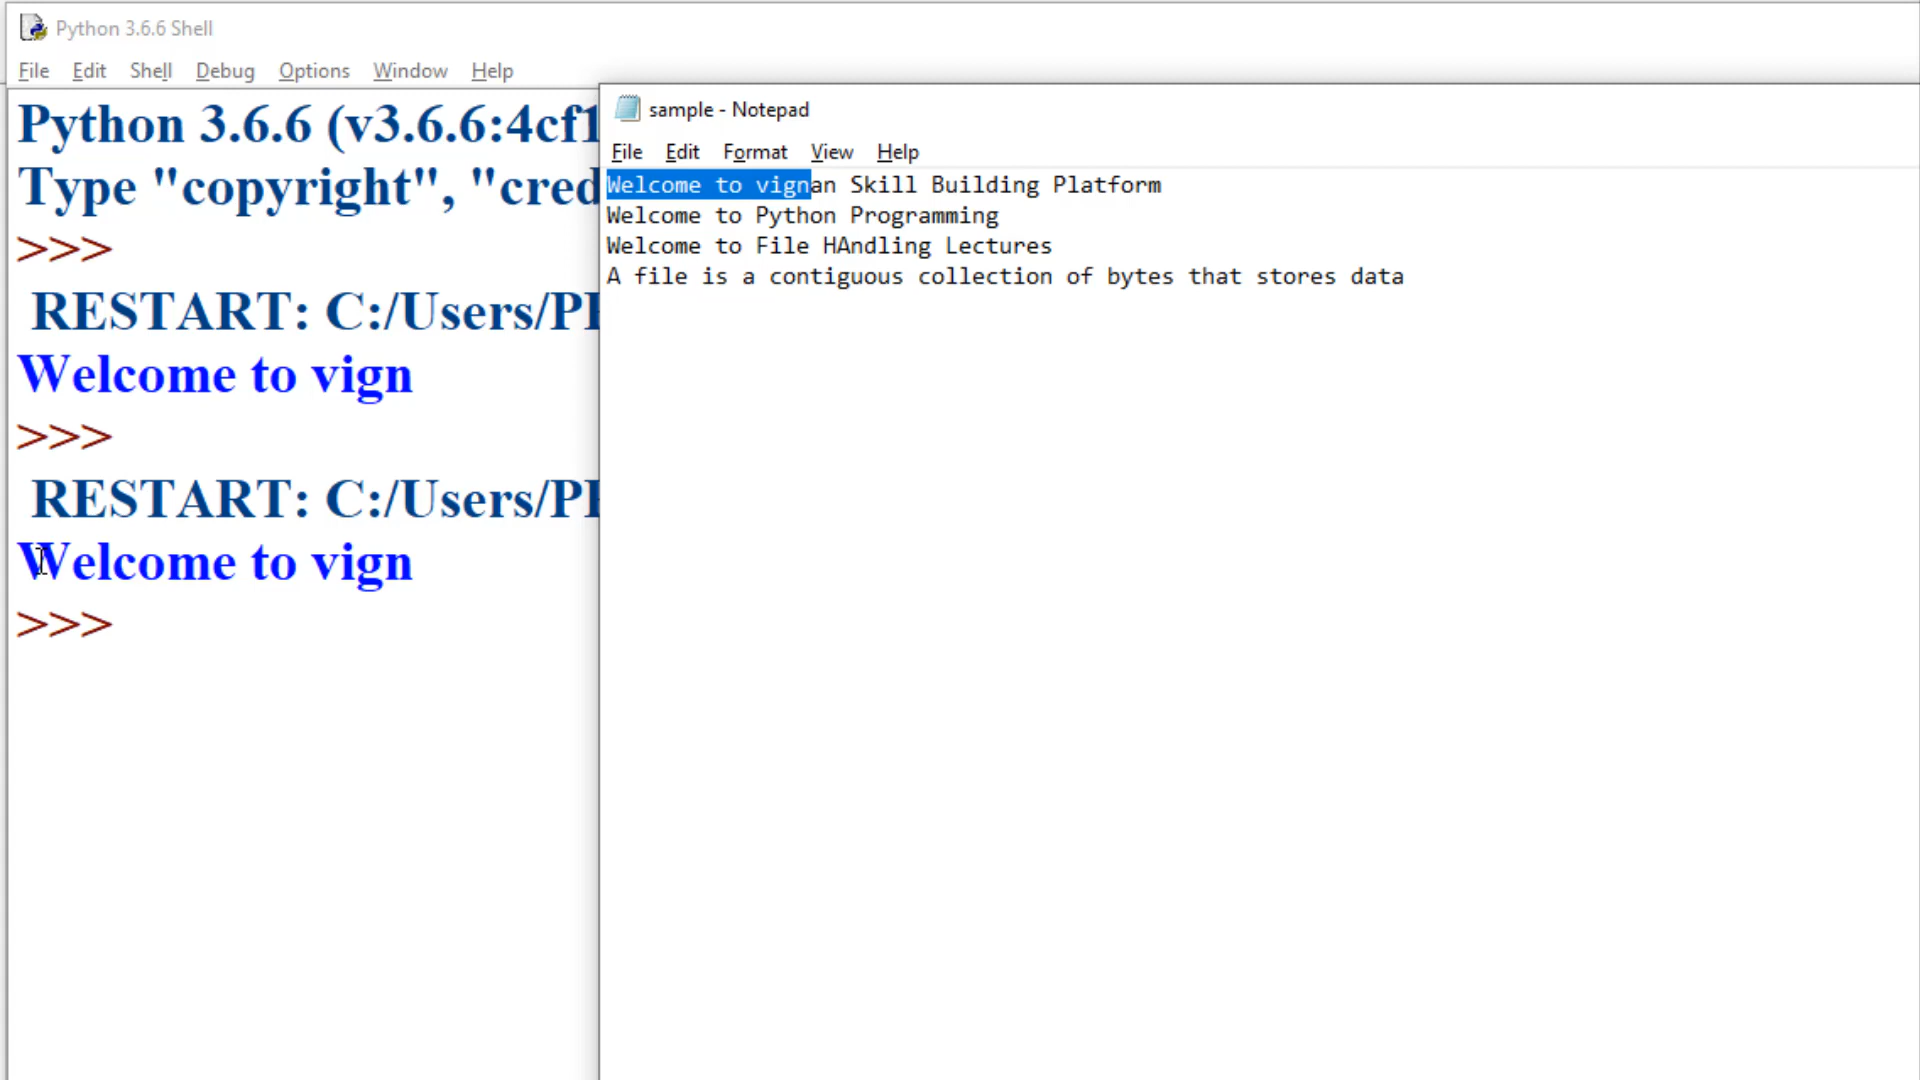 Python 3.6.6 Shell
File Edit Shell Debug Options Window Help
Python 3.6.6 (v3.6.6:4cf1
Type "copyright", "cred
>>>
RESTART: C:/Users/PI
Welcome to vign
>>>
RESTART: C:/Users/PI
Welcome to vign
>>>
sample - Notepad
File Edit Format View Help
Welcome to vignan Skill Building Platform
Welcome to Python Programming
Welcome to File HAndling Lectures
A file is a contiguous collection of bytes that stores data